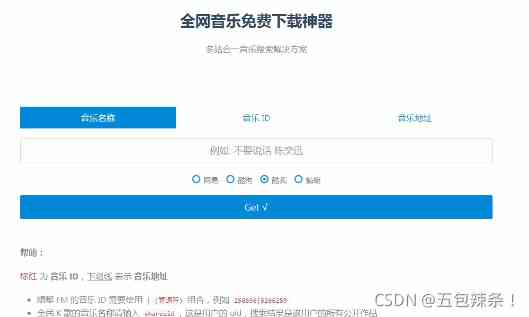 全网音乐免费下载神器
多站合一音乐搜索解决方案
音乐名称 音乐 ID 音乐地址
例如: 不要说话 陈奕迅
网易 酷狗 酷我
Get √
帮助：
标红 为 音乐 ID，下划线 表示 音乐地址
蜻蜓 FM 的音乐 ID 需要使用 | (管道符) 组合，例如 158696|5266259
全民 K 歌的音乐名称请输入 shareuid，这是用户的 uid，搜索结果是该用户的所有公开作品
CSDN @五包辣条！